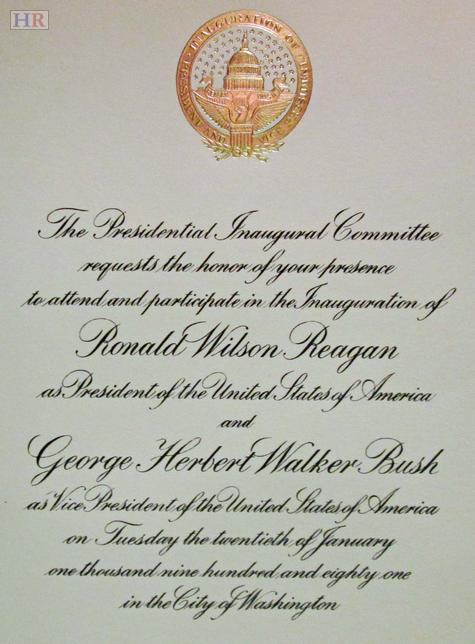 HR
INAUGURATION OF PRESIDENT AND VICE PRESIDENT
The Presidential Inaugural Committee
requests the honor of your presence
to attend and participate in the Inauguration of
Ronald Wilson Reagan
as President of the United States of America
and
George Herbert Walker Bush
as Vice President of the United States of America
on Tuesday the twentieth of January
one thousand nine hundred and eighty one
in the City of Washington